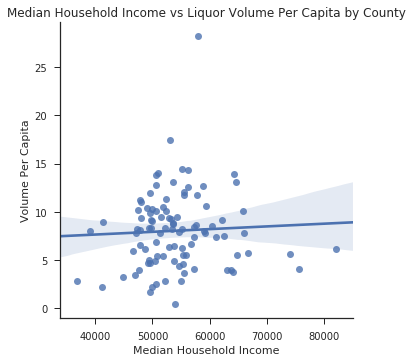 Median Household Income vs Liquor Volume Per Capita by County
25
20
15
10
5
0
Volume Per Capita
40000 50000 60000 70000 80000
Median Household Income